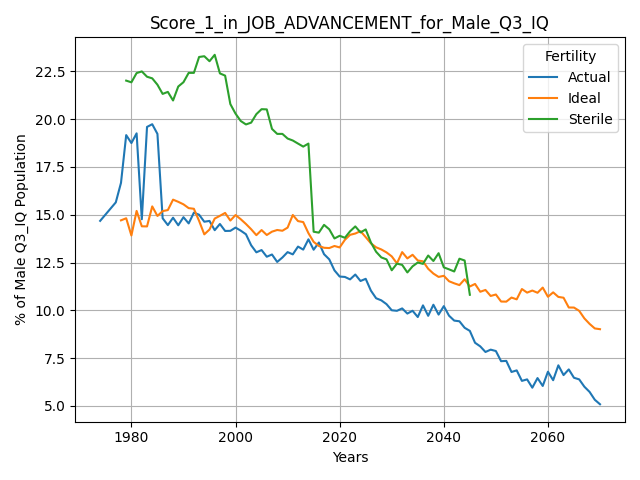 Score_1_in_JOB_ADVANCEMENT_for_Male_Q3_IQ
% of Male Q3_IQ Population
22.5
20.0
17.5
15.0
12.5
10.0
7.5
5.0
Fertility
Actual
Ideal
Sterile
1980
2000
2020
2040
2060
Years